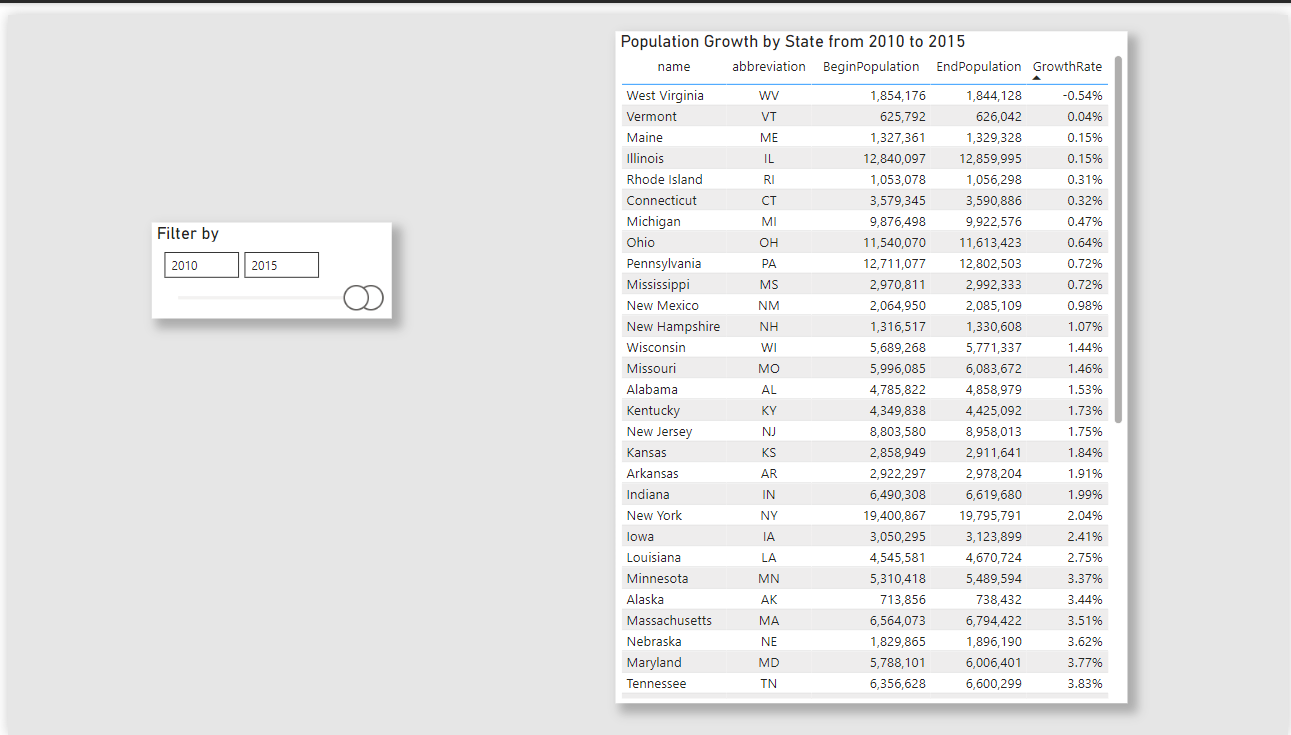 Population Growth by State from 2010 to 2015
name abbreviation BeginPopulation EndPopulation GrowthRate
West Virginia WV 1,854,176 1,844,128 -0.54%
Vermont VT 625,792 626,042 0.04%
Maine ME 1,327,361 1,329,328 0.15%
Illinois IL 12,840,097 12,859,995 0.15%
Rhode Island RI 1,053,078 1,056,298 0.31%
Connecticut CT 3,579,345 3,590,886 0.32%
Michigan MI 9,876,498 9,922,576 0.47%
Ohio OH 11,540,070 11,613,423 0.64%
Pennsylvania PA 12,711,077 12,802,503 0.72%
Mississippi MS 2,970,811 2,992,333 0.72%
New Mexico NM 2,064,950 2,085,109 0.98%
New Hampshire NH 1,316,517 1,330,608 1.07%
Wisconsin WI 5,689,268 5,771,337 1.44%
Missouri MO 5,996,085 6,083,672 1.46%
Alabama AL 4,785,822 4,858,979 1.53%
Kentucky KY 4,349,838 4,425,092 1.73%
New Jersey NJ 8,803,580 8,958,013 1.75%
Kansas KS 2,858,949 2,911,641 1.84%
Arkansas AR 2,922,297 2,978,204 1.91%
Indiana IN 6,490,308 6,619,680 1.99%
New York NY 19,400,867 19,795,791 2.04%
Iowa IA 3,050,295 3,123,899 2.41%
Louisiana LA 4,545,581 4,670,724 2.75%
Minnesota MN 5,310,418 5,489,594 3.37%
Alaska AK 713,856 738,432 3.44%
Massachusetts MA 6,564,073 6,794,422 3.51%
Nebraska NE 1,829,865 1,896,190 3.62%
Maryland MD 5,788,101 6,006,401 3.77%
Tennessee TN 6,356,628 6,600,299 3.83%
Filter by
2010 2015